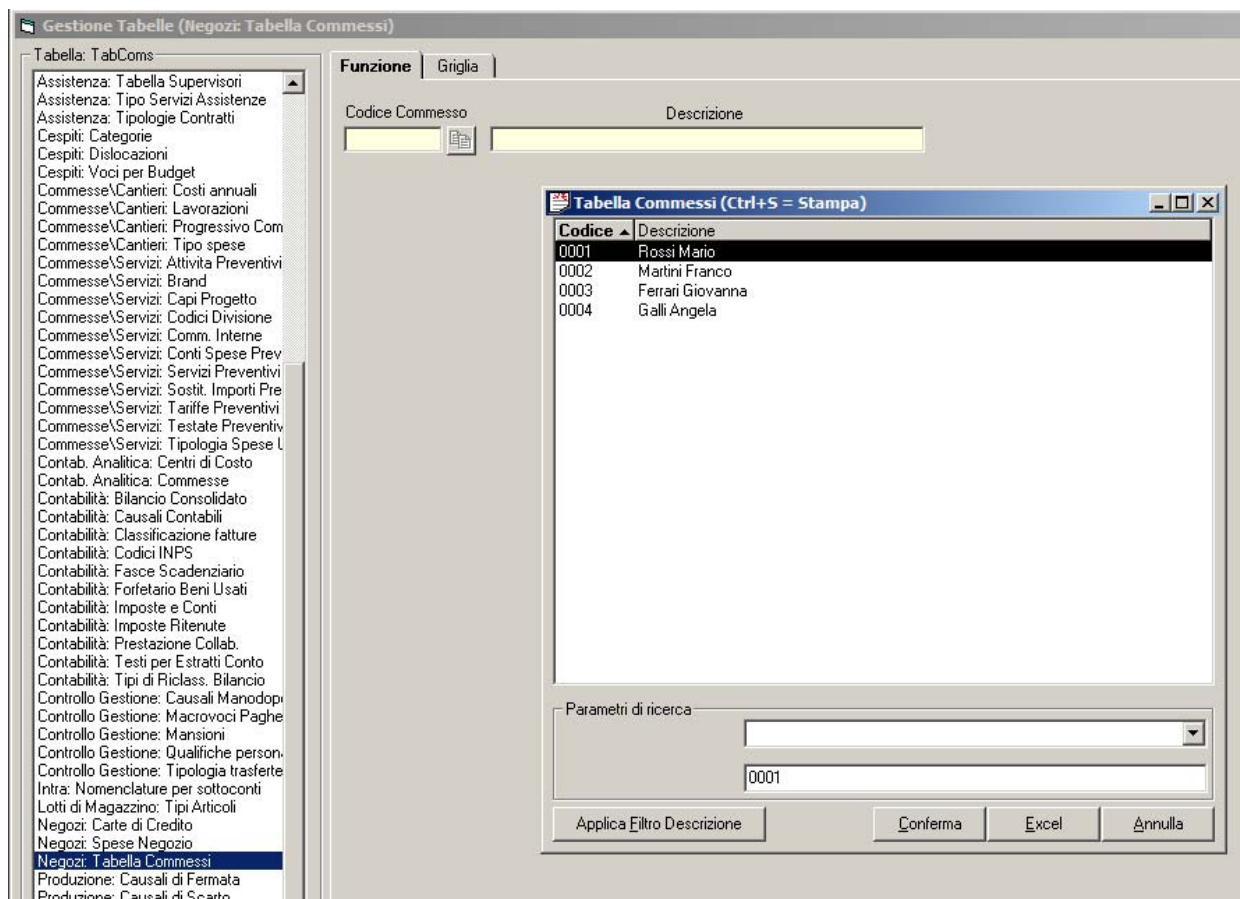 Gestione Tabelle (Negozi: Tabella Commessi)
Tabella: TabComs
Assistenza: Tabella Supervisori
Assistenza: Tipo Servizi Assistenze
Assistenza: Tipologie Contratti
Cespiti: Categorie
Cespiti: Dislocazioni
Cespiti: Voci per Budget
Commesse\Cantieri: Costi annuali
Commesse\Cantieri: Lavorazioni
Commesse\Cantieri: Progressivo Com
Commesse\Cantieri: Tipo spese
Commesse\Servizi: Attivita Preventivi
Commesse\Servizi: Brand
Commesse\Servizi: Capi Progetto
Commesse\Servizi: Codici Divisione
Commesse\Servizi: Comm. Interne
Commesse\Servizi: Conti Spese Prev
Commesse\Servizi: Servizi Preventivi
Commesse\Servizi: Sostit. Importi Pre
Commesse\Servizi: Tariffe Preventivi
Commesse\Servizi: Testate Preventiv
Commesse\Servizi: Tipologia Spese U
Contab. Analitica: Centri di Costo
Contab. Analitica: Commesse
Contabilità: Bilancio Consolidato
Contabilità: Causali Contabili
Contabilità: Classificazione fatture
Contabilità: Codici INPS
Contabilità: Fasce Scadenziario
Contabilità: Forfetario Beni Usati
Contabilità: Imposte e Conti
Contabilità: Imposte Ritenute
Contabilità: Prestazione Collab.
Contabilità: Testi per Estratti Conto
Contabilità: Tipi di Riclass. Bilancio
Controllo Gestione: Causali Manodop
Controllo Gestione: Macrovoci Paghe
Controllo Gestione: Mansioni
Controllo Gestione: Qualifiche person
Controllo Gestione: Tipologia trasferte
Intra: Nomenclature per sottoconti
Lotti di Magazzino: Tipi Articoli
Negozi: Carte di Credito
Negozi: Spese Negozio
Negozi: Tabella Commessi
Produzione: Causali di Fermata
Produzione: Causali di Scarto
Funzione Griglia
Codice Commesso Descrizione
Tabella Commessi (Ctrl+S = Stampa)
Codice Descrizione
0001 Rossi Mario
0002 Martini Franco
0003 Ferrari Giovanna
0004 Galli Angela
Parametri di ricerca
0001
Applica Filtro Descrizione Conferma Excel Annulla